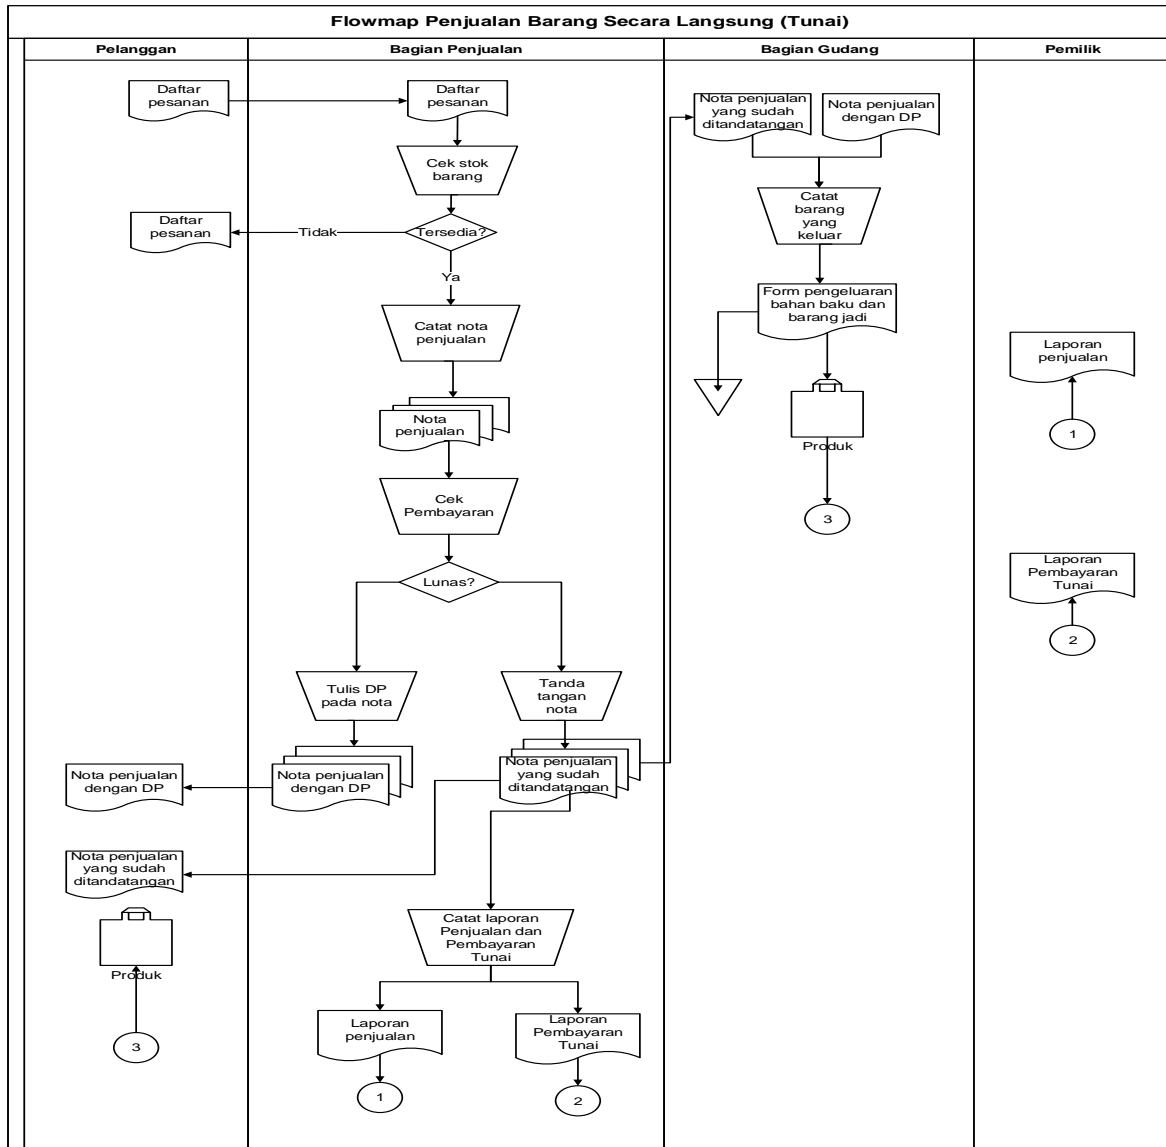 Flowmap Penjualan Barang Secara Langsung (Tunai)
Pelanggan
Bagian Penjualan
Bagian Gudang
Pemilik
Daftar
pesanan
Daftar
pesanan
Cek stok
barang
Tersedia?
Tidak
Daftar
pesanan
Ya
Catat nota
penjualan
Nota
penjualan
Cek
Pembayaran
Lunas?
Tulis DP
pada nota
Tanda
tangan
nota
Nota penjualan
dengan DP
Nota penjualan
dengan DP
Nota penjualan
yang sudah
ditandatangan
Nota penjualan
yang sudah
ditandatangan
Produk
3
Catat laporan
Penjualan dan
Pembayaran
Tunai
Laporan
penjualan
Laporan
Pembayaran
Tunai
1
2
Nota penjualan
yang sudah
ditandatangan
Nota penjualan
dengan DP
Catat
barang
yang
keluar
Form pengeluaran
bahan baku dan
barang jadi
Produk
3
Laporan
penjualan
1
Laporan
Pembayaran
Tunai
2